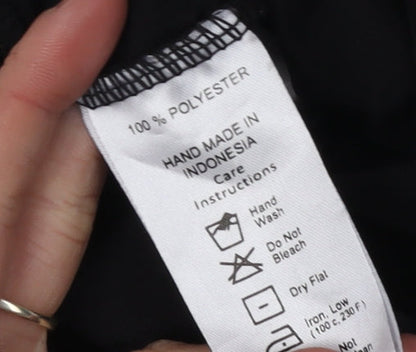 100 % POLYESTER
HAND MADE IN
INDONESIA
Care
Instructions
Hand
Wash
Do Not
Bleach
Dry Flat
Iron, Low
(100 c, 230 F)
Not